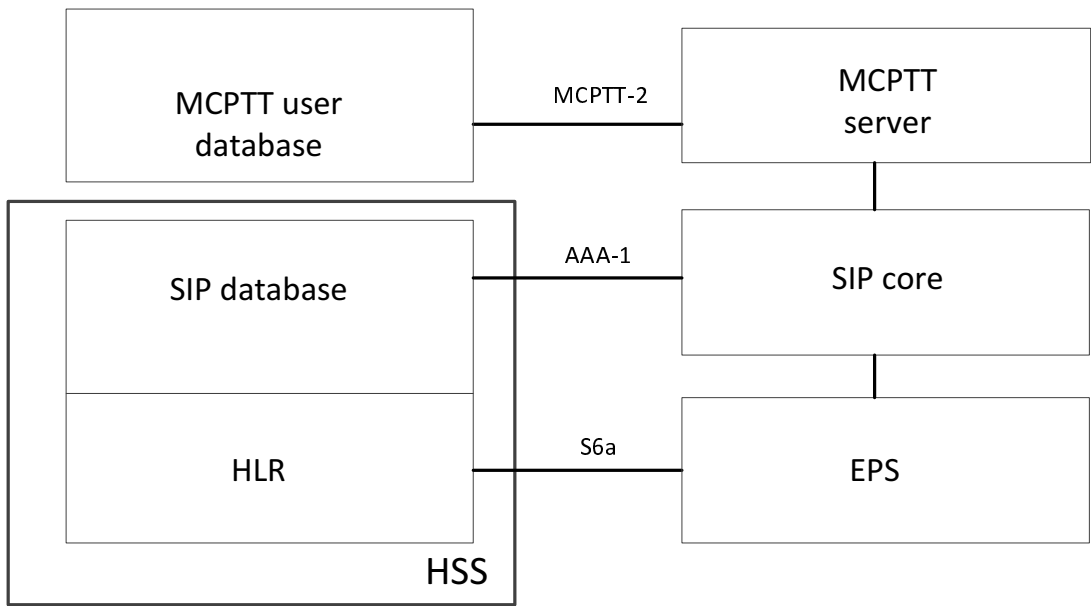 MCPTT user
database
MCPTT-2
MCPTT
server
SIP database
AAA-1
SIP core
HLR
S6a
EPS
HSS